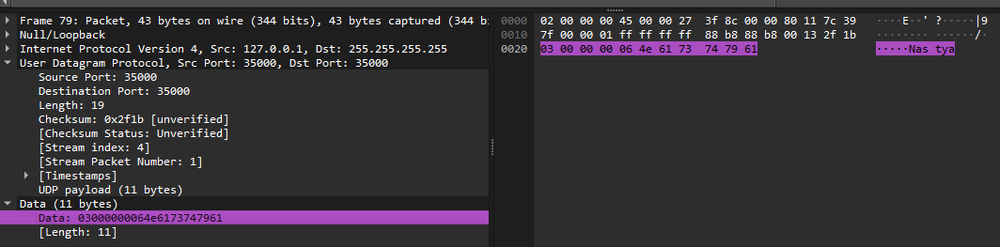 Frame 79: Packet, 43 bytes on wire (344 bits), 43 bytes captured (344 bi
Null/Loopback
Internet Protocol Version 4, Src: 127.0.0.1, Dst: 255.255.255.255
User Datagram Protocol, Src Port: 35000, Dst Port: 35000
Source Port: 35000
Destination Port: 35000
Length: 19
Checksum: 0x2f1b [unverified]
[Checksum Status: Unverified]
[Stream index: 4]
[Stream Packet Number: 1]
[Timestamps]
UDP payload (11 bytes)
Data (11 bytes)
Data: 03000000064e6173747961
[Length: 11]
0000 02 00 00 00 45 00 00 27 3f 8c 00 00 80 11 7c 39 ····E··' ?·····|9
0010 7f 00 00 01 ff ff ff ff 88 b8 88 b8 00 13 2f 1b ········ ······/·
0020 03 00 00 00 06 4e 61 73 74 79 61 ·····Nas tya